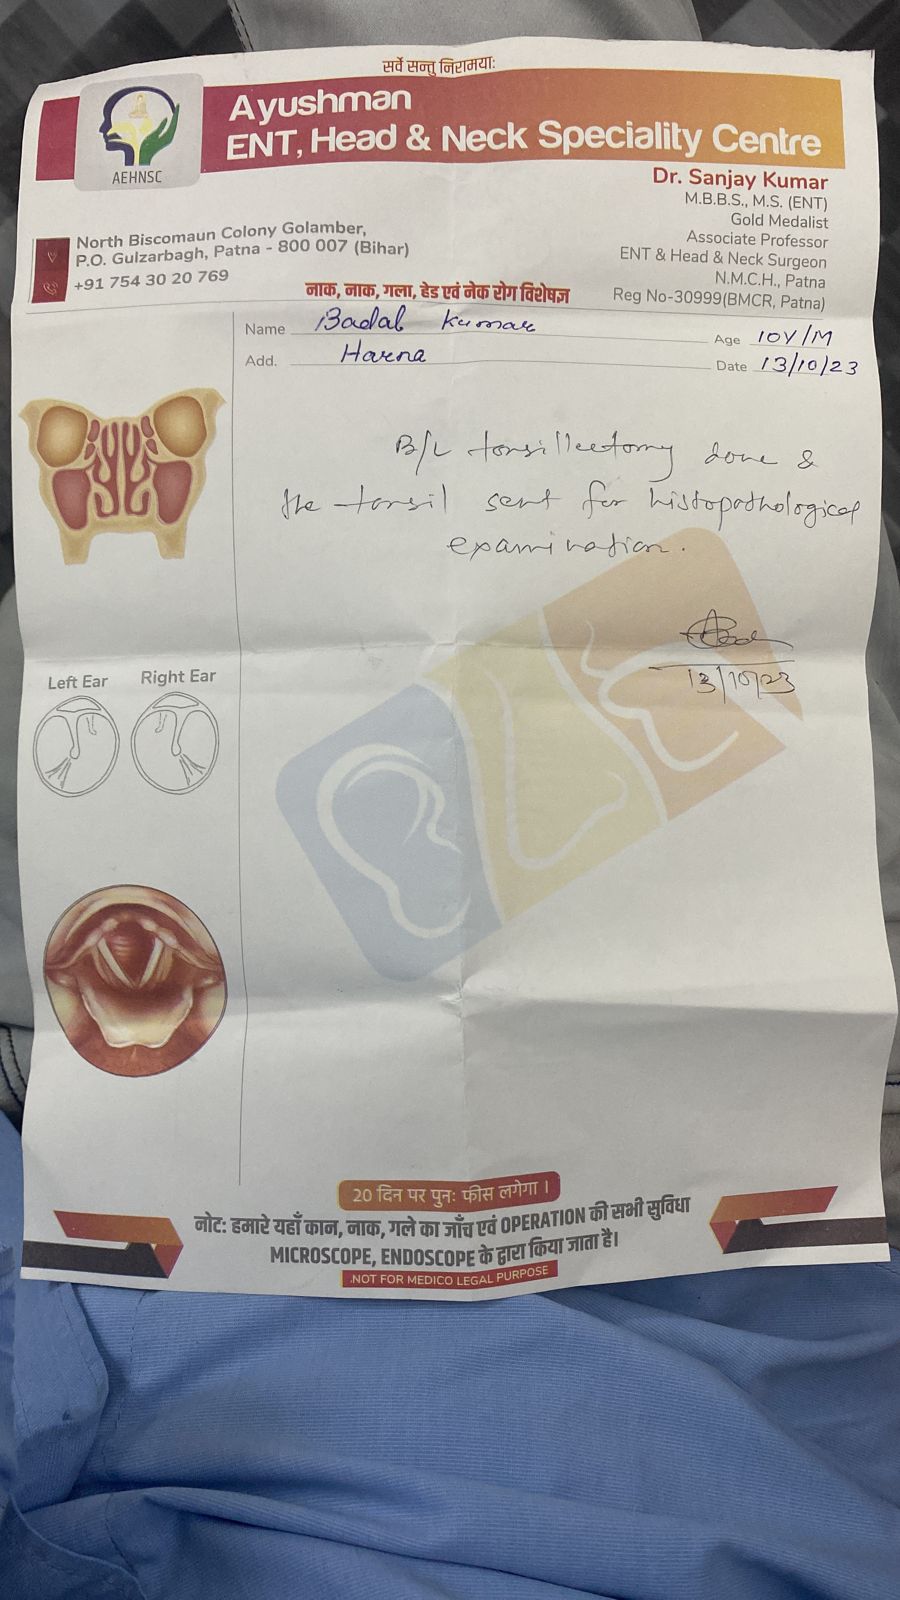 सर्वे सन्तु निरामयाः
AEHNSC
Ayushman
ENT, Head & Neck Speciality Centre
Dr. Sanjay Kumar
M.B.B.S., M.S. (ENT)
Gold Medalist
Associate Professor
ENT & Head & Neck Surgeon
N.M.C.H., Patna
Reg No-30999(BMCR, Patna)
North Biscomaun Colony Golamber,
P.O. Gulzarbagh, Patna - 800 007 (Bihar)
+91 754 30 20 769
नाक, नाक, गला, हेड एवं नेक रोग विशेषज्ञ
Name Badal Kumar Age 10Y/M
Add. Harna Date 13/10/23
B/L tonsillectomy done &
the tonsil sent for histopathological
examination.
13/10/23
Left Ear Right Ear
20 दिन पर पुनः फीस लगेगा।
नोट: हमारे यहाँ कान, नाक, गले का जाँच एवं OPERATION की सभी सुविधा
MICROSCOPE, ENDOSCOPE के द्वारा किया जाता है।
.NOT FOR MEDICO LEGAL PURPOSE